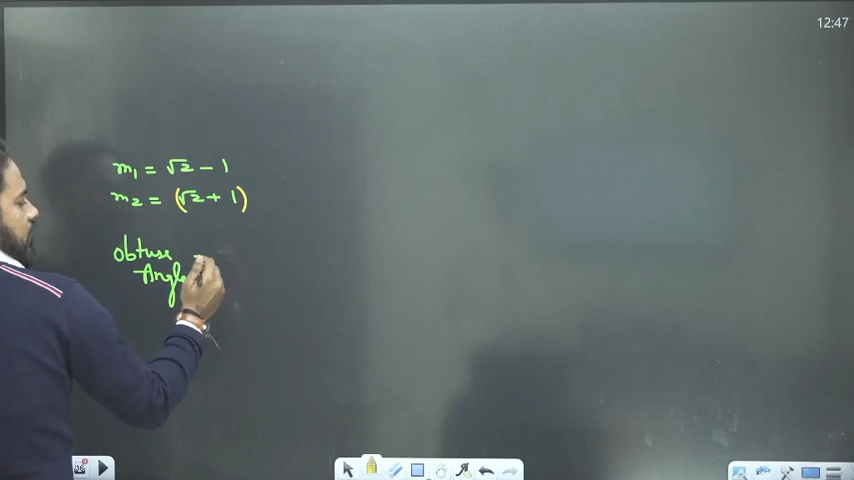 12:47
m₁ = √2 - 1
m₂ = (√2 + 1)
Obtuse
Angle